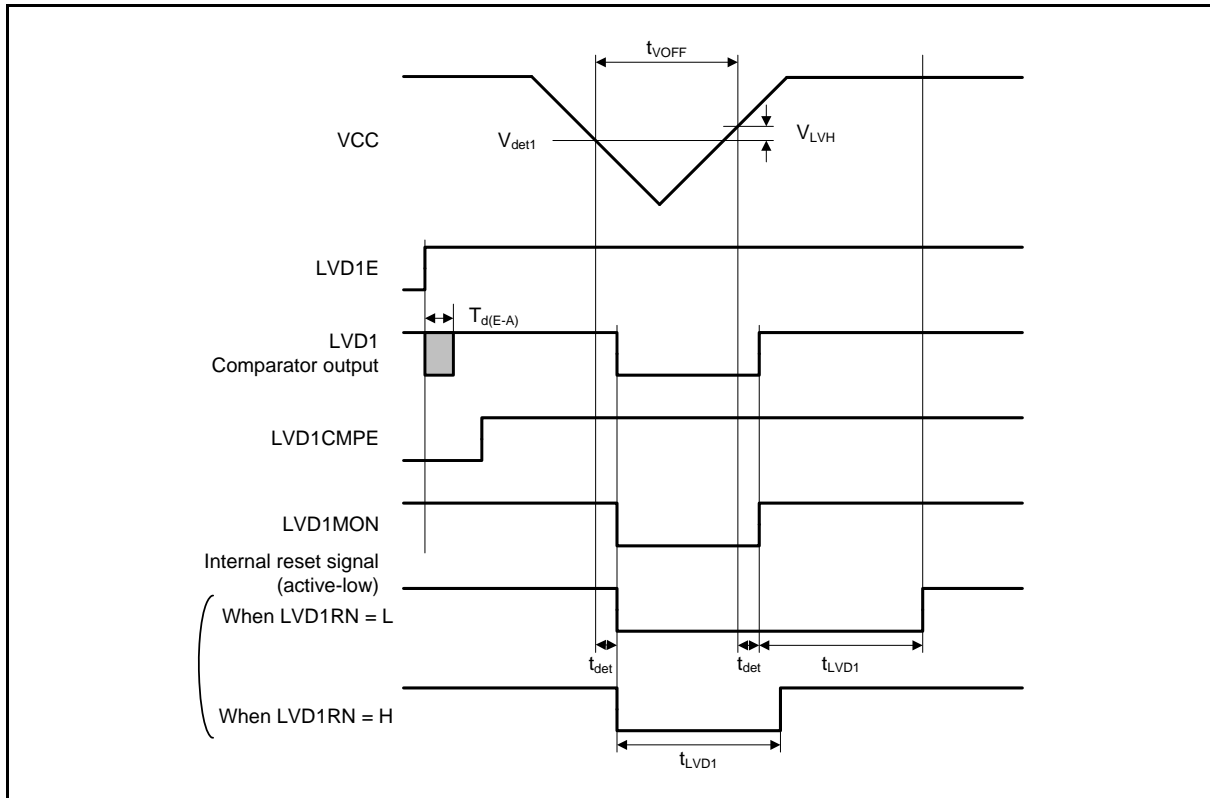 tVOFF
VCC
Vdet1
VLVH
LVD1E
Td(E-A)
LVD1
Comparator output
LVD1CMPE
LVD1MON
Internal reset signal
(active-low)
When LVD1RN = L
tdet
tdet
tLVD1
When LVD1RN = H
tLVD1